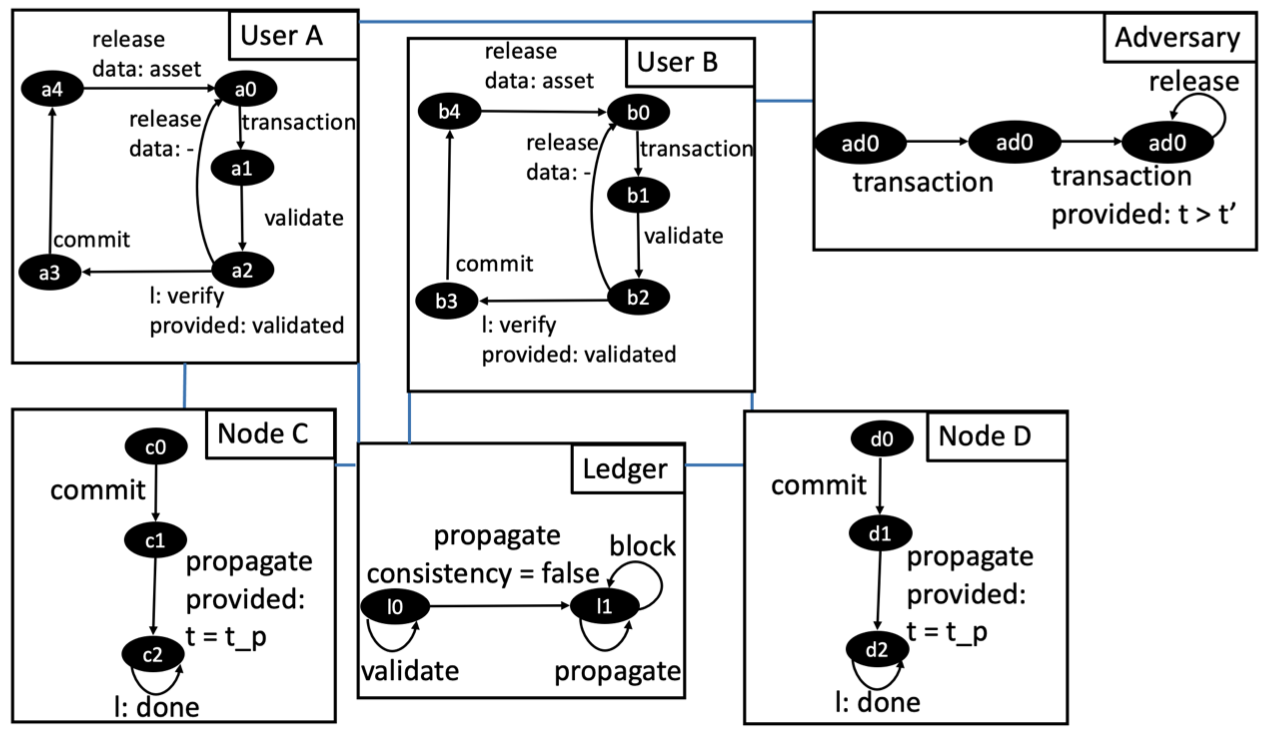 User A
release
data: asset
a4
a0
release
data: -
transaction
a1
validate
commit
a3
a2
l: verify
provided: validated
User B
release
data: asset
b4
b0
release
data: -
transaction
b1
validate
commit
b3
b2
l: verify
provided: validated
Adversary
release
ad0
ad0
ad0
transaction
transaction
provided: t > t'
Node C
c0
commit
c1
propagate
provided:
t = t_p
c2
l: done
Ledger
propagate
consistency = false
block
l0
l1
validate
propagate
Node D
d0
commit
d1
propagate
provided:
t = t_p
d2
l: done